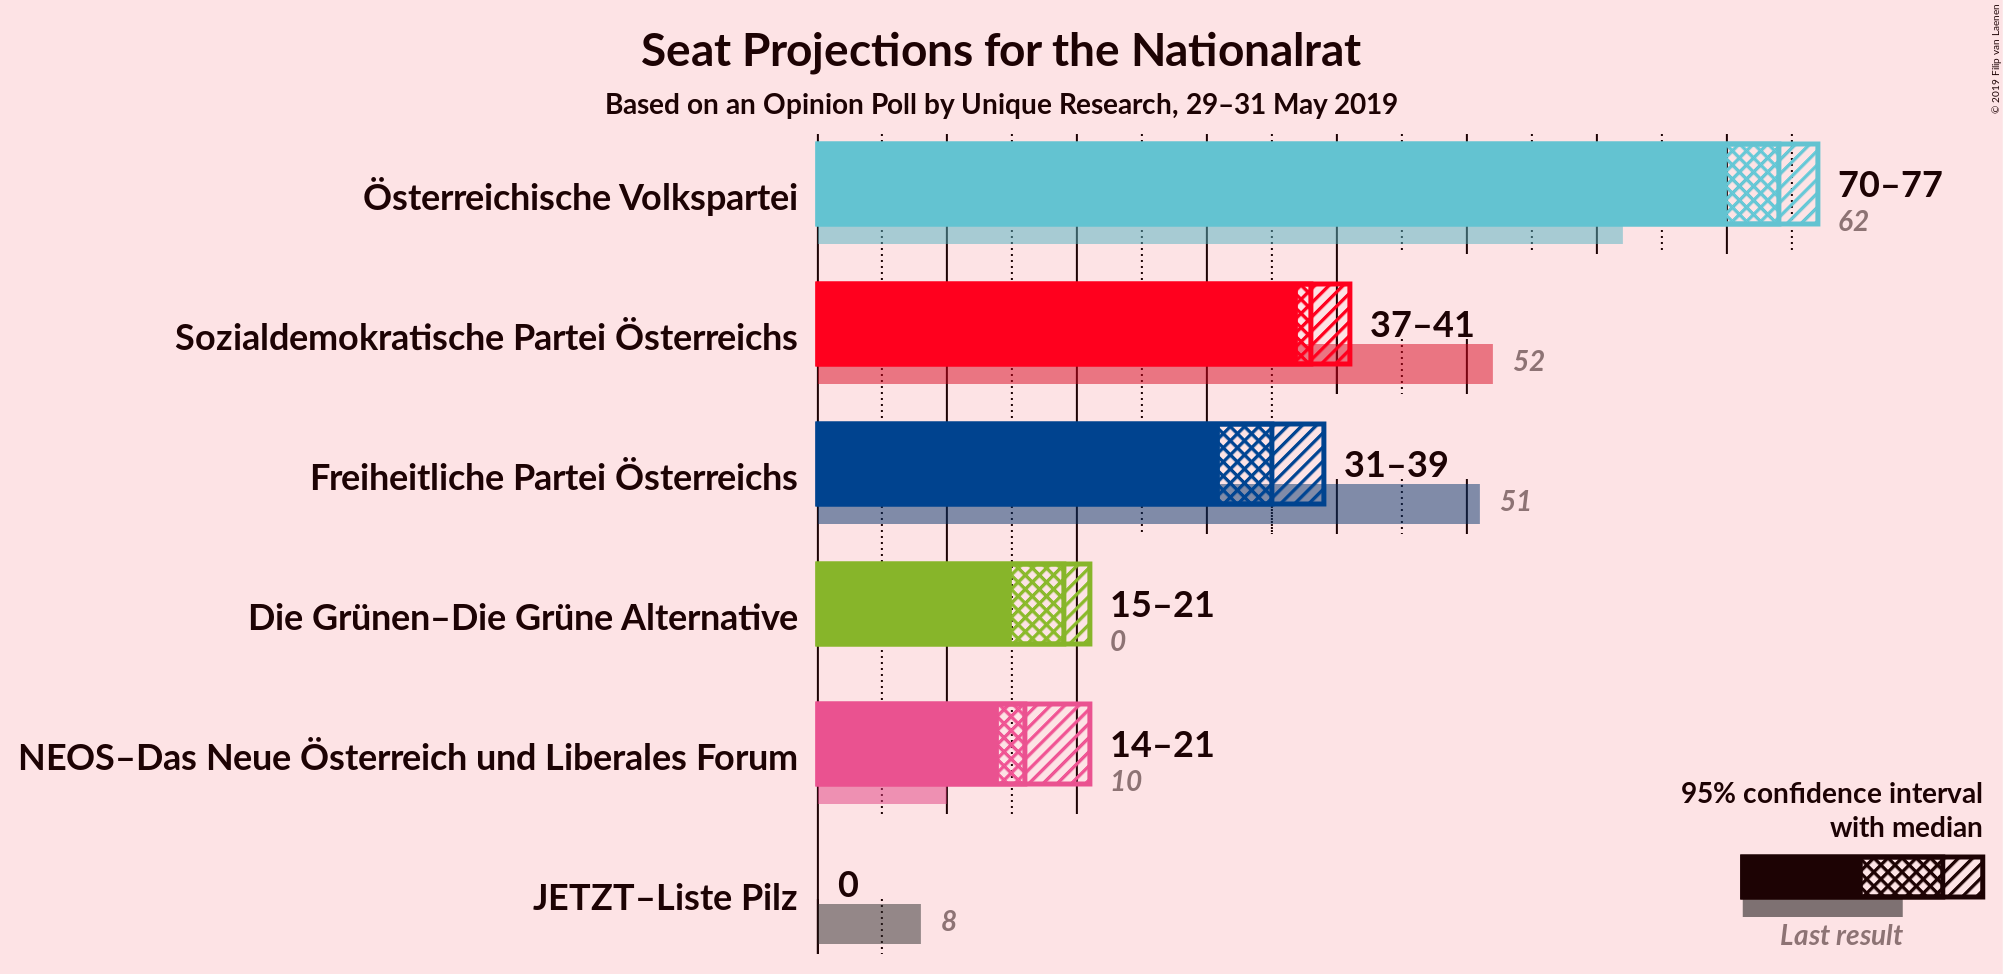 Seat Projections for the Nationalrat
Based on an Opinion Poll by Unique Research, 29–31 May 2019
© 2019 Filip van Laenen
Österreichische Volkspartei
70–77
62
Sozialdemokratische Partei Österreichs
37–41
52
Freiheitliche Partei Österreichs
31–39
51
Die Grünen–Die Grüne Alternative
15–21
0
NEOS–Das Neue Österreich und Liberales Forum
14–21
10
JETZT–Liste Pilz
0
8
95% confidence interval
with median
Last result